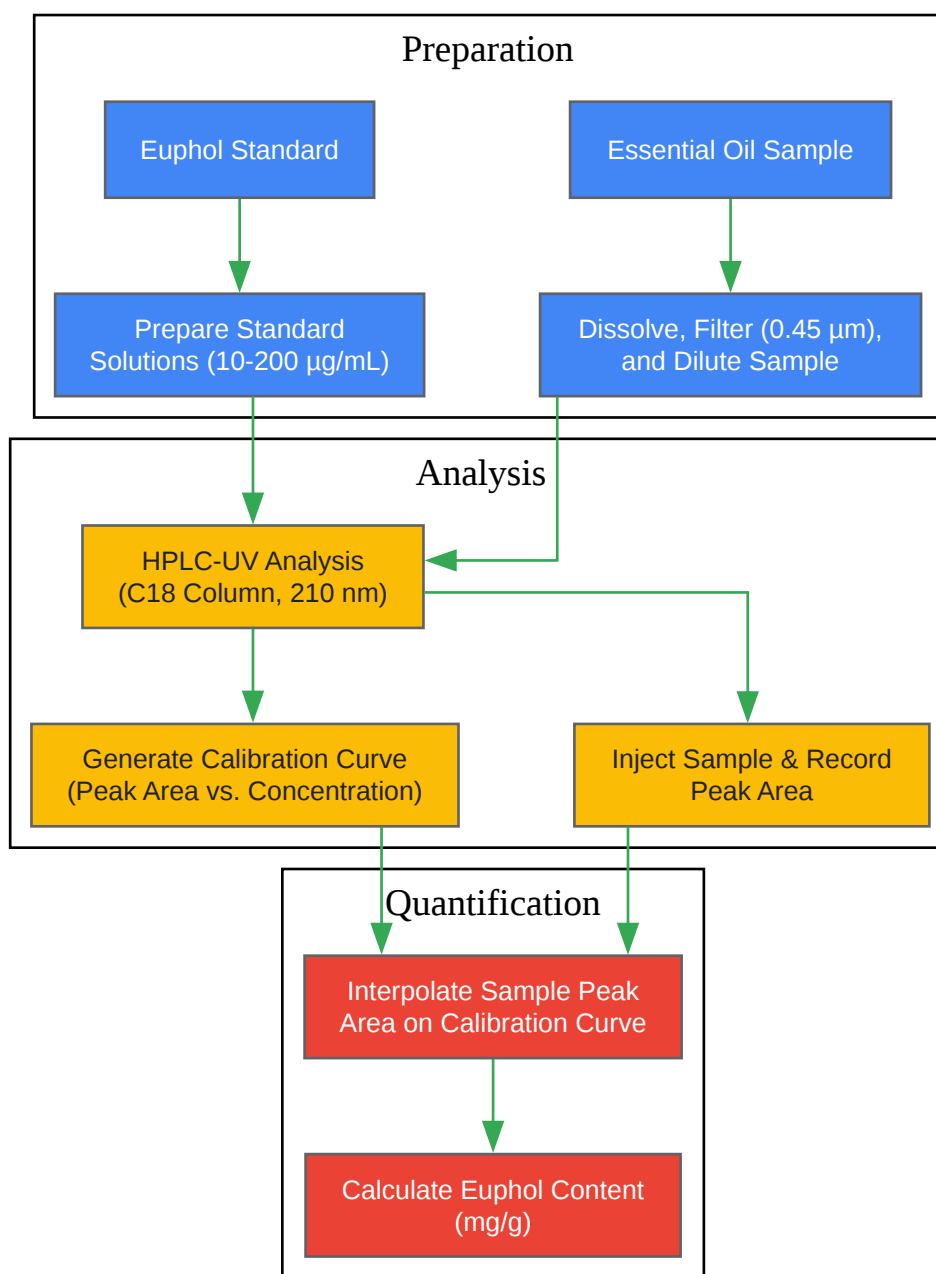 Preparation
Euphol Standard
Essential Oil Sample
Prepare Standard
Solutions (10-200 µg/mL)
Dissolve, Filter (0.45 µm),
and Dilute Sample
Analysis
HPLC-UV Analysis
(C18 Column, 210 nm)
Generate Calibration Curve
(Peak Area vs. Concentration)
Inject Sample & Record
Peak Area
Quantification
Interpolate Sample Peak
Area on Calibration Curve
Calculate Euphol Content
(mg/g)